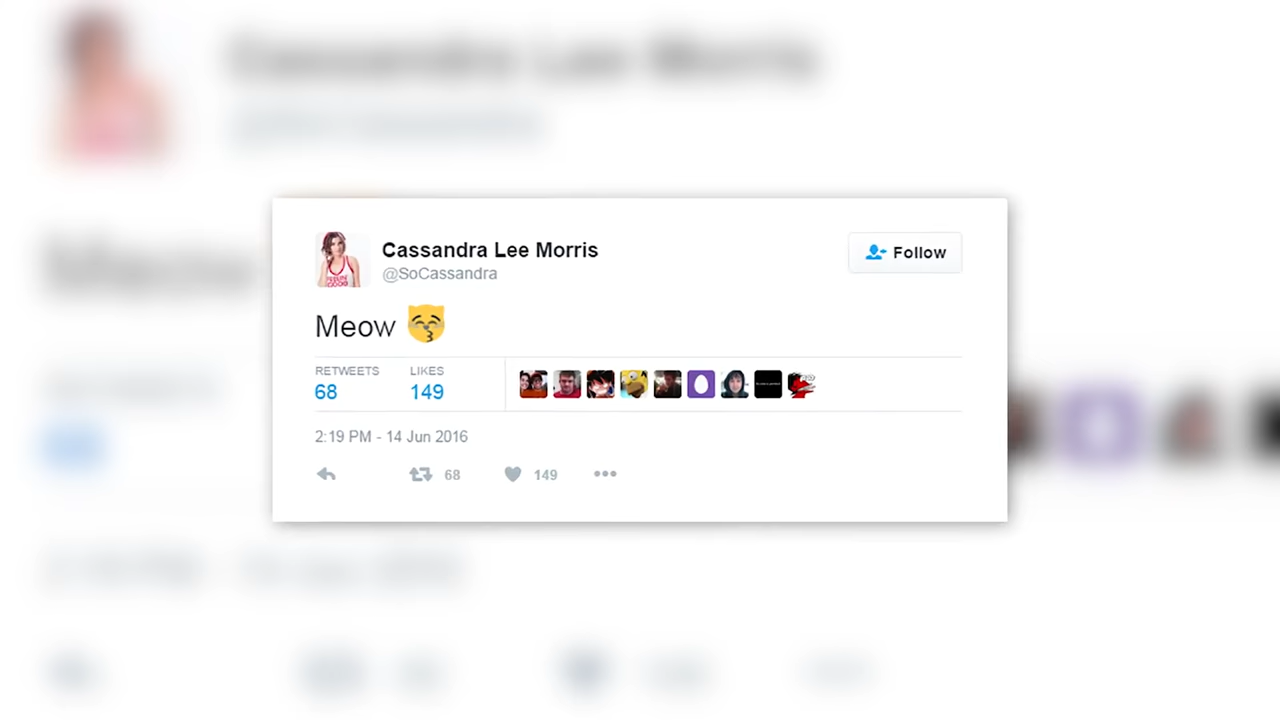 Cassandra Lee Morris
@SoCassandra
Follow
Meow 😽
RETWEETS LIKES
68 149
2:19 PM - 14 Jun 2016
68 149